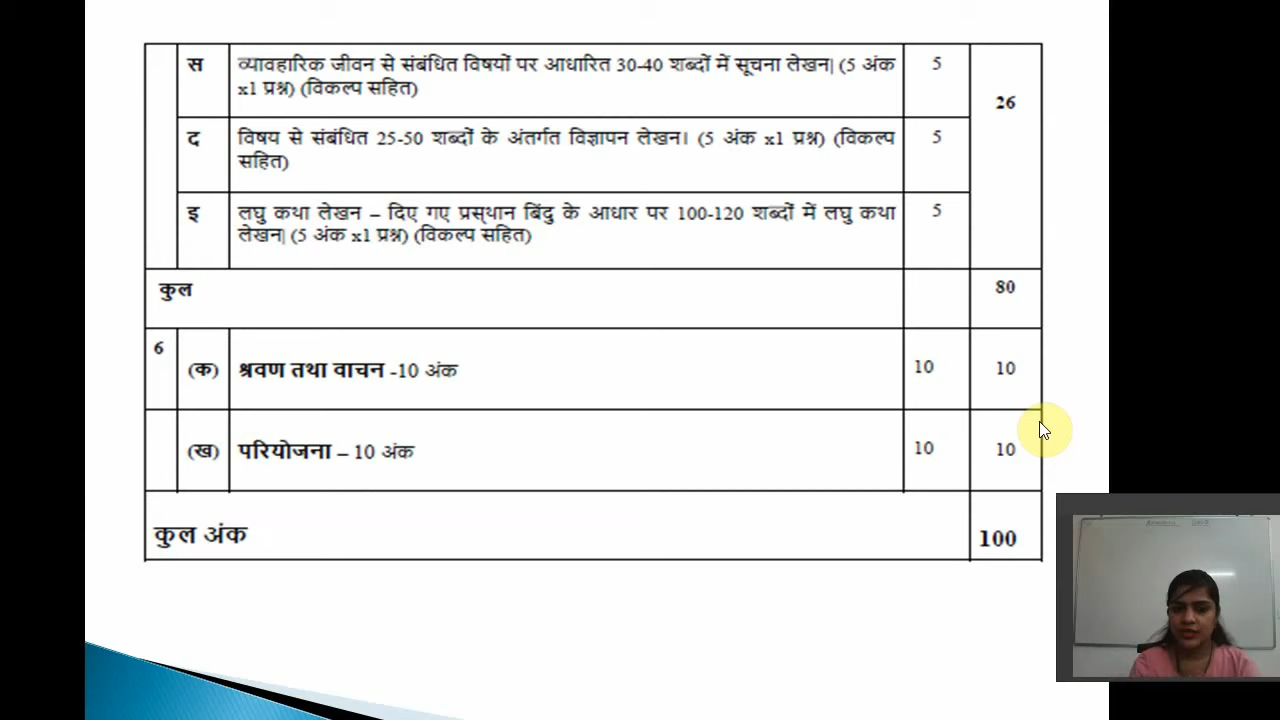 स व्यावहारिक जीवन से संबंधित विषयों पर आधारित 30-40 शब्दों में सूचना लेखन| (5 अंक 5
x1 प्रश्न) (विकल्प सहित)
26
द विषय से संबंधित 25-50 शब्दों के अंतर्गत विज्ञापन लेखन। (5 अंक x1 प्रश्न) (विकल्प 5
सहित)
इ लघु कथा लेखन – दिए गए प्रस्थान बिंदु के आधार पर 100-120 शब्दों में लघु कथा 5
लेखन| (5 अंक x1 प्रश्न) (विकल्प सहित)
कुल 80
6 (क) श्रवण तथा वाचन -10 अंक 10 10
(ख) परियोजना – 10 अंक 10 10
कुल अंक 100